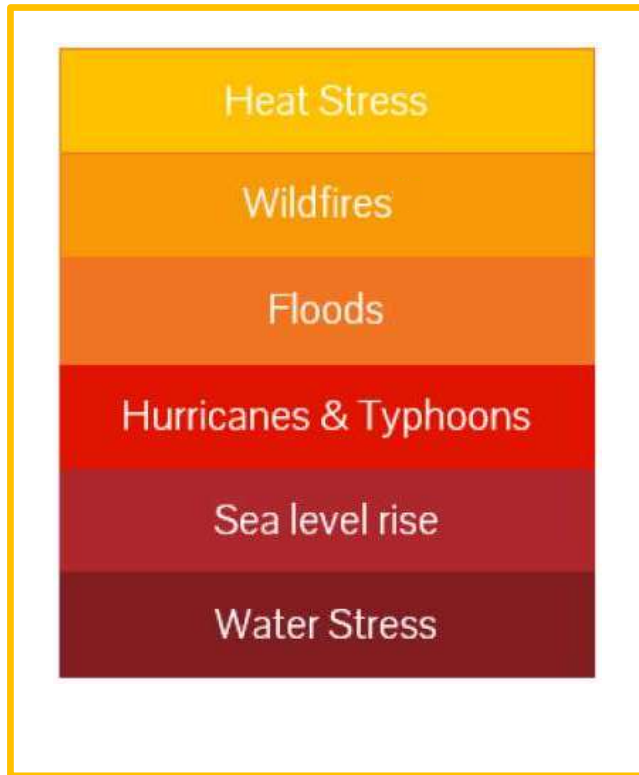 Heat Stress
Wildfires
Floods
Hurricanes & Typhoons
Sea level rise
Water Stress